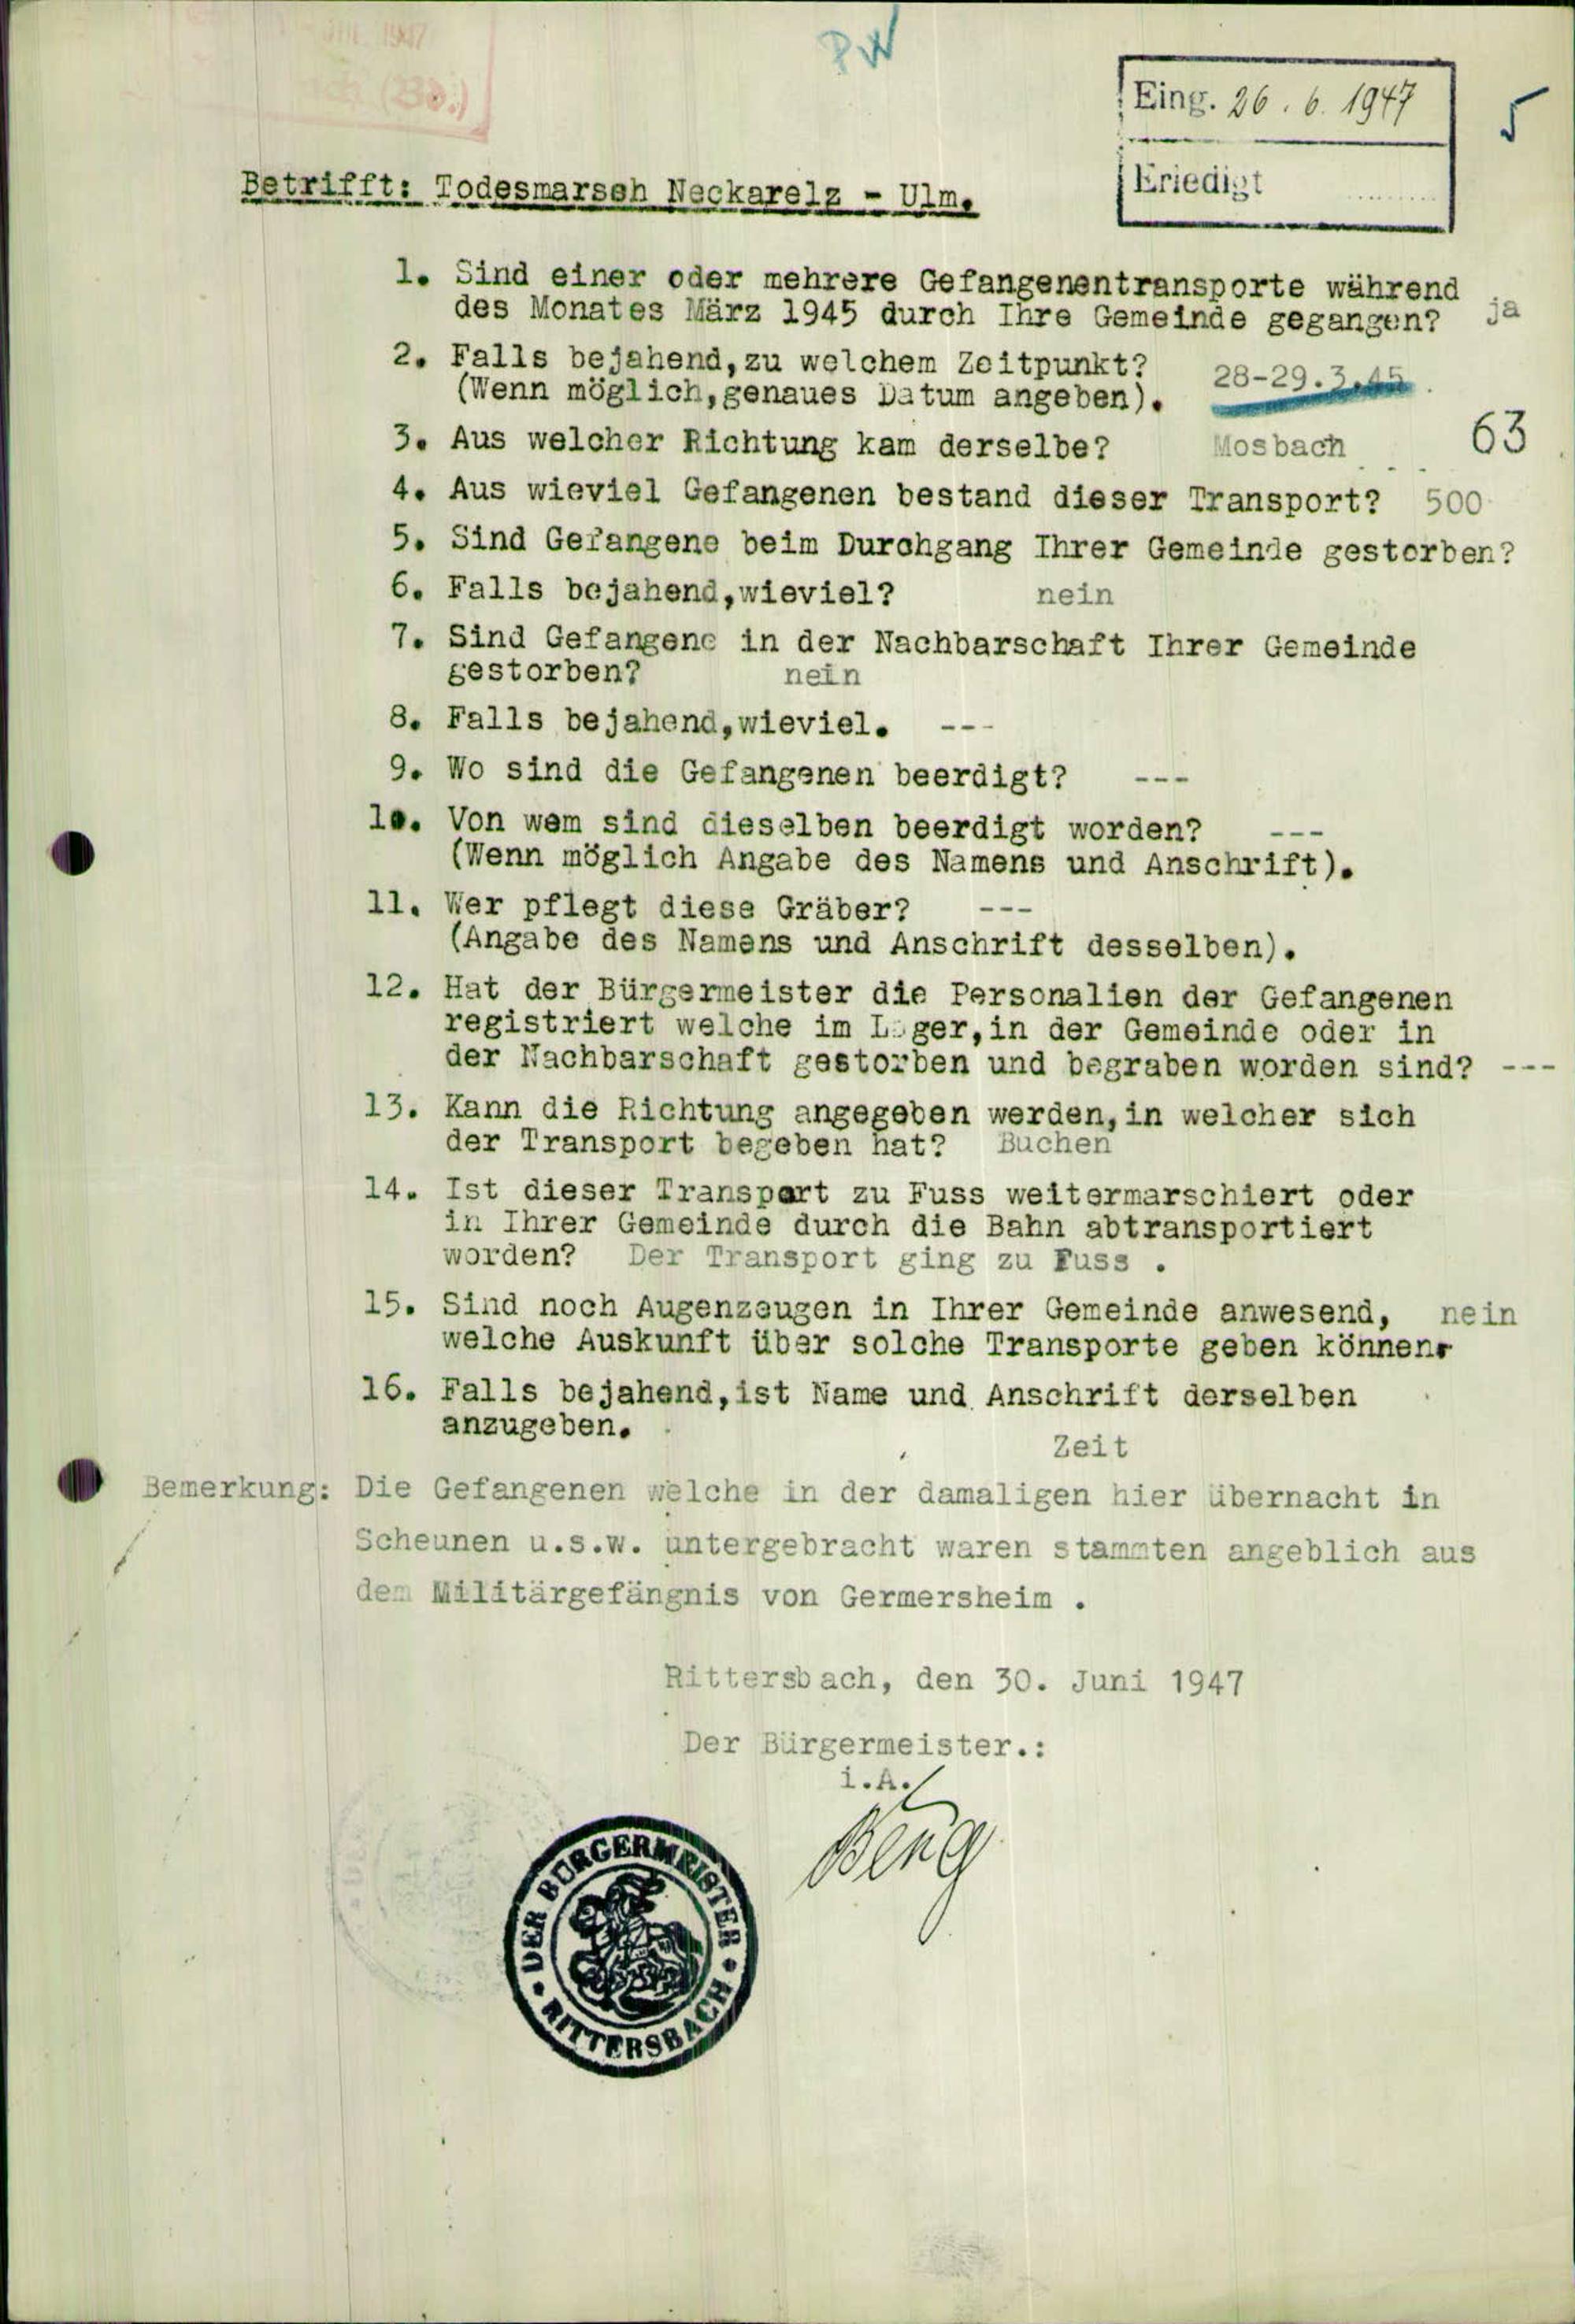 JUN 1947
PW
Eing. 26. 6. 1947
5
Erledigt ........
Betrifft: Todesmarsch Neckarelz - Ulm.
1. Sind einer oder mehrere Gefangenentransporte während
des Monates März 1945 durch Ihre Gemeinde gegangen? ja
2. Falls bejahend,zu welchem Zeitpunkt?
(Wenn möglich,genaues Datum angeben). 28-29.3.45 .
3. Aus welcher Richtung kam derselbe? Mosbach 63
4. Aus wieviel Gefangenen bestand dieser Transport? 500
5. Sind Gefangene beim Durchgang Ihrer Gemeinde gestorben?
6. Falls bejahend,wieviel? nein
7. Sind Gefangene in der Nachbarschaft Ihrer Gemeinde
gestorben? nein
8. Falls bejahend,wieviel. ---
9. Wo sind die Gefangenen beerdigt? ---
10. Von wem sind dieselben beerdigt worden? ---
(Wenn möglich Angabe des Namens und Anschrift).
11. Wer pflegt diese Gräber? ---
(Angabe des Namens und Anschrift desselben).
12. Hat der Bürgermeister die Personalien der Gefangenen
registriert welche im Lager,in der Gemeinde oder in
der Nachbarschaft gestorben und begraben worden sind? ---
13. Kann die Richtung angegeben werden,in welcher sich
der Transport begeben hat? Buchen
14. Ist dieser Transport zu Fuss weitermarschiert oder
in Ihrer Gemeinde durch die Bahn abtransportiert
worden? Der Transport ging zu Fuss .
15. Sind noch Augenzeugen in Ihrer Gemeinde anwesend, nein
welche Auskunft über solche Transporte geben können.
16. Falls bejahend,ist Name und Anschrift derselben
anzugeben.
Zeit
Bemerkung: Die Gefangenen welche in der damaligen hier übernacht in
Scheunen u.s.w. untergebracht waren stammten angeblich aus
dem Militärgefängnis von Germersheim .
Rittersbach, den 30. Juni 1947
Der Bürgermeister.:
i.A.
DER BÜRGERMEISTER
RITTERSBACH